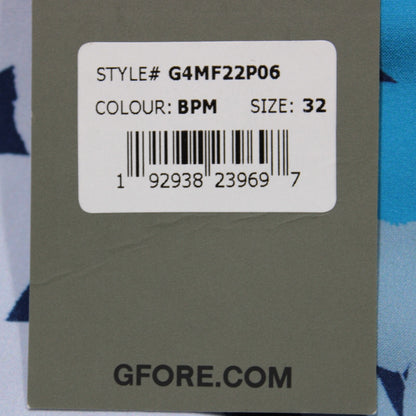 STYLE# G4MF22P06
COLOUR: BPM SIZE: 32
1 92938 23969 7
GFORE.COM